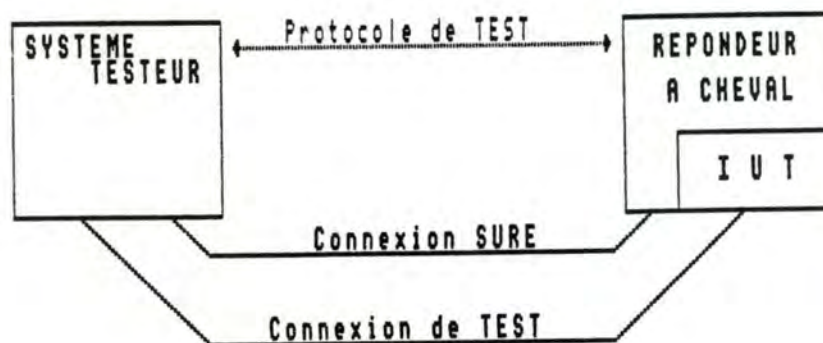 SYSTEME
TESTEUR
Protocole de TEST
REPONDEUR
A CHEVAL
I U T
Connexion SURE
Connexion de TEST